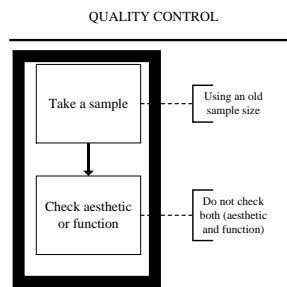 QUALITY CONTROL
Take a sample
Using an old
sample size
Check aesthetic
or function
Do not check
both (aesthetic
and function)